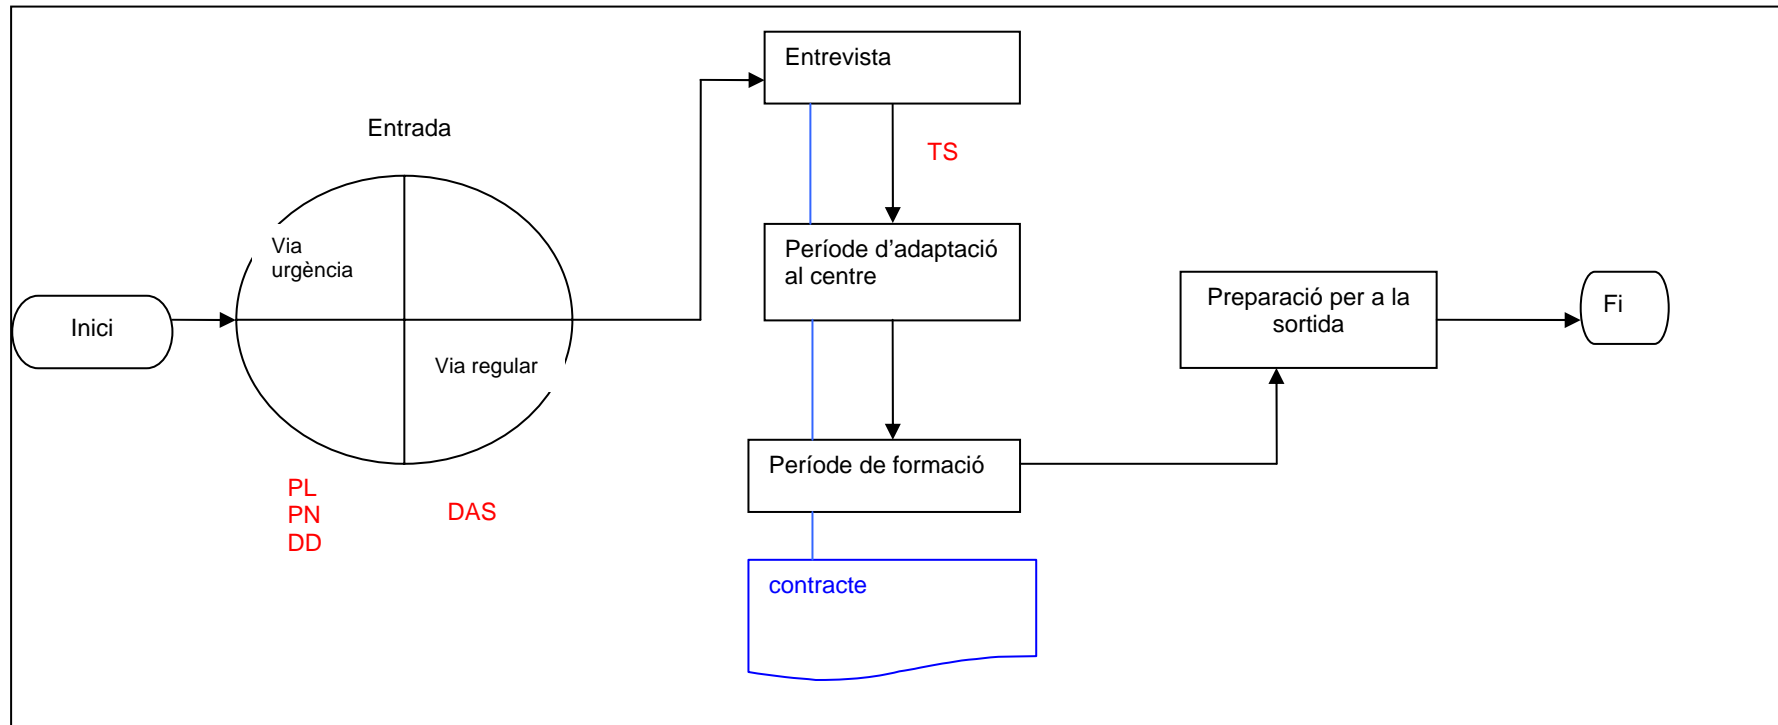 Entrada
Inici
Via
urgència
Via regular
PL
PN
DD
DAS
Entrevista
TS
Període d’adaptació
al centre
Període de formació
contracte
Preparació per a la
sortida
Fi